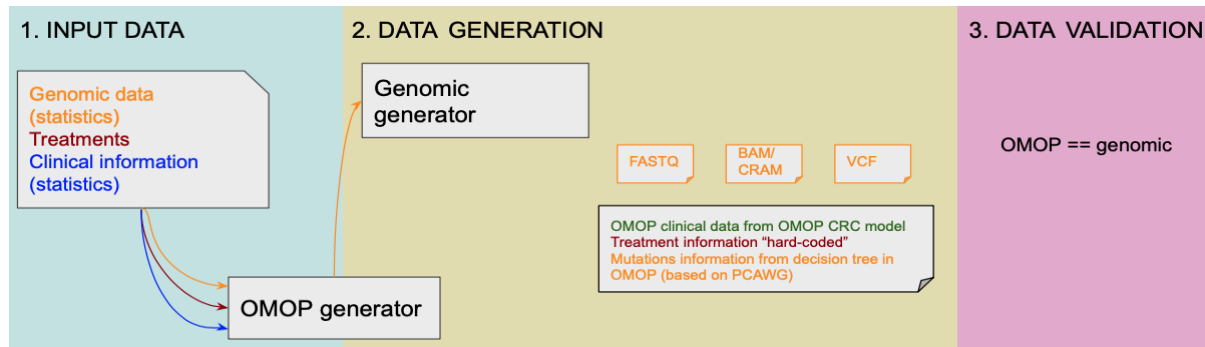 1. INPUT DATA
Genomic data
(statistics)
Treatments
Clinical information
(statistics)
OMOP generator
2. DATA GENERATION
Genomic
generator
FASTQ
BAM/
CRAM
VCF
OMOP clinical data from OMOP CRC model
Treatment information “hard-coded”
Mutations information from decision tree in
OMOP (based on PCAWG)
3. DATA VALIDATION
OMOP == genomic